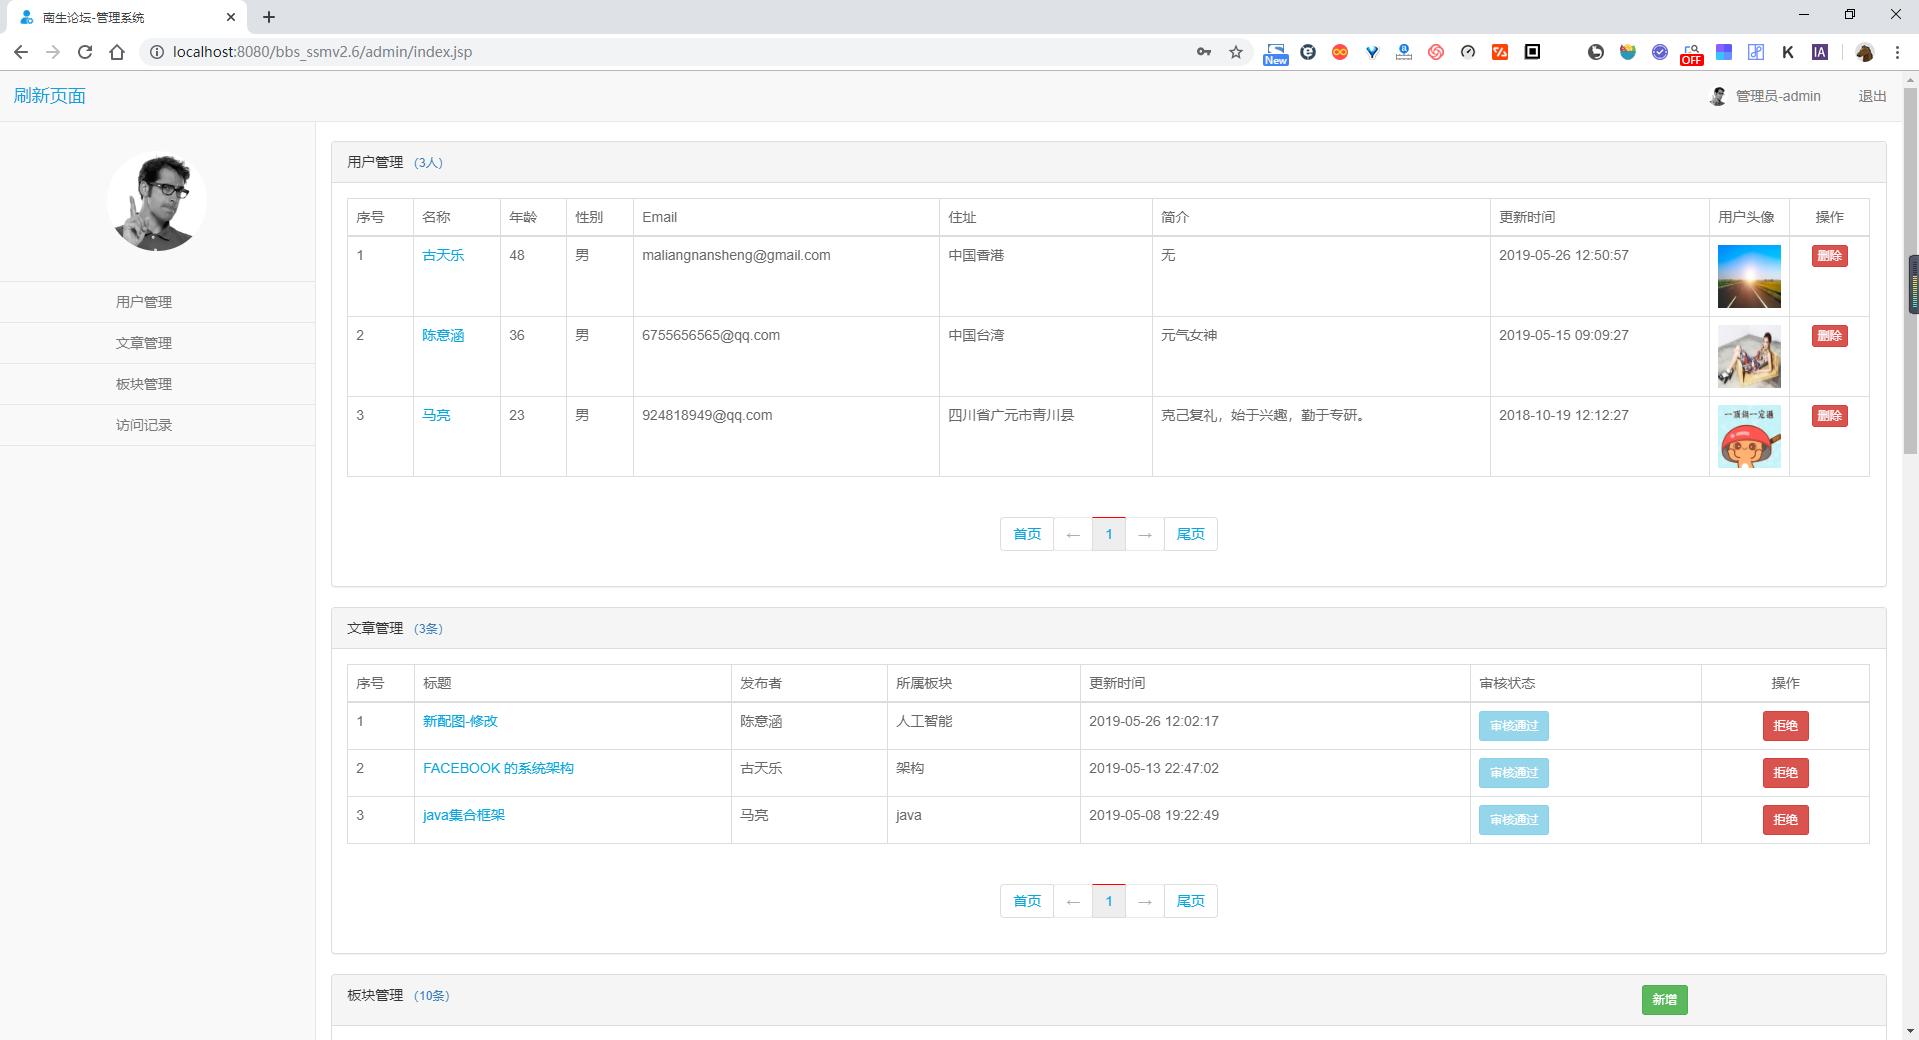 南生论坛-管理系统
localhost:8080/bbs_ssmv2.6/admin/index.jsp
New
OFF
IA
刷新页面
管理员-admin 退出
用户管理
文章管理
板块管理
访问记录
用户管理 (3人)
序号 名称 年龄 性别 Email 住址 简介 更新时间 用户头像 操作
1 古天乐 48 男 maliangnansheng@gmail.com 中国香港 无 2019-05-26 12:50:57 删除
2 陈意涵 36 男 6755656565@qq.com 中国台湾 元气女神 2019-05-15 09:09:27 删除
3 马亮 23 男 924818949@qq.com 四川省广元市青川县 克己复礼，始于兴趣，勤于专研。 2018-10-19 12:12:27 删除
首页 ← 1 → 尾页
文章管理 (3条)
序号 标题 发布者 所属板块 更新时间 审核状态 操作
1 新配图-修改 陈意涵 人工智能 2019-05-26 12:02:17 审核通过 拒绝
2 FACEBOOK 的系统架构 古天乐 架构 2019-05-13 22:47:02 审核通过 拒绝
3 java集合框架 马亮 java 2019-05-08 19:22:49 审核通过 拒绝
首页 ← 1 → 尾页
板块管理 (10条) 新增